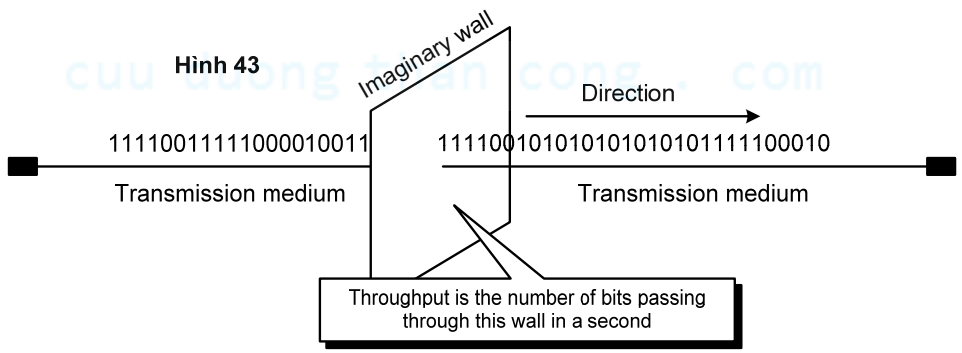 cuu duong than cong . com
Hình 43
Imaginary wall
Direction
11110011111000010011
1111001010101010101011111100010
Transmission medium
Transmission medium
Throughput is the number of bits passing
through this wall in a second